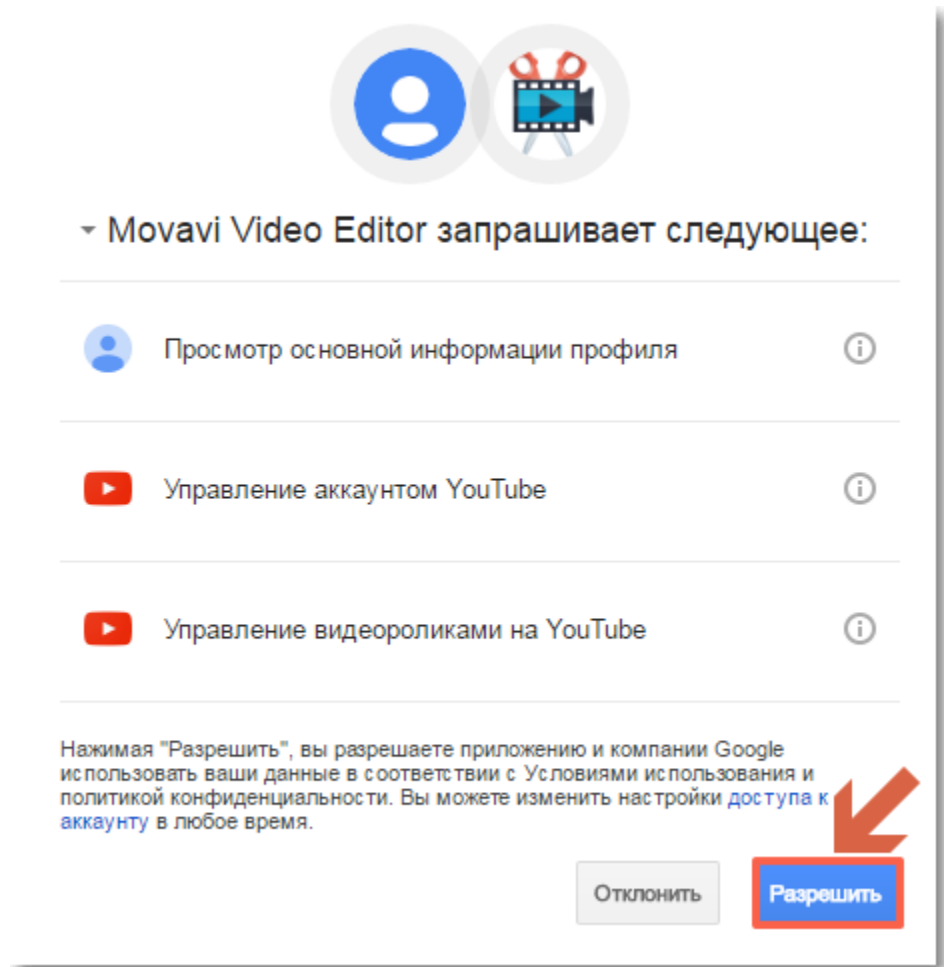 Movavi Video Editor запрашивает следующее:
Просмотр основной информации профиля
Управление аккаунтом YouTube
Управление видеороликами на YouTube
Нажимая "Разрешить", вы разрешаете приложению и компании Google
использовать ваши данные в соответствии с Условиями использования и
политикой конфиденциальности. Вы можете изменить настройки доступа к
аккаунту в любое время.
Отклонить
Разрешить